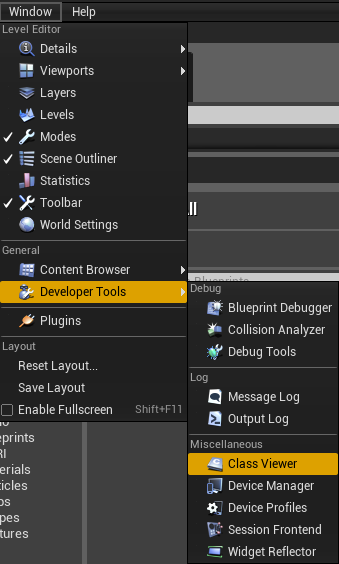 Window Help
Level Editor
Details
Viewports
Layers
Levels
Modes
Scene Outliner
Statistics
Toolbar
World Settings
General
Content Browser
Developer Tools
Plugins
Layout
Reset Layout...
Save Layout
Enable Fullscreen Shift+F11
Blueprints
Debug
Blueprint Debugger
Collision Analyzer
Debug Tools
Log
Message Log
Output Log
Miscellaneous
Class Viewer
Device Manager
Device Profiles
Session Frontend
Widget Reflector
eprints
RI
erials
ticles
ps
pes
tures